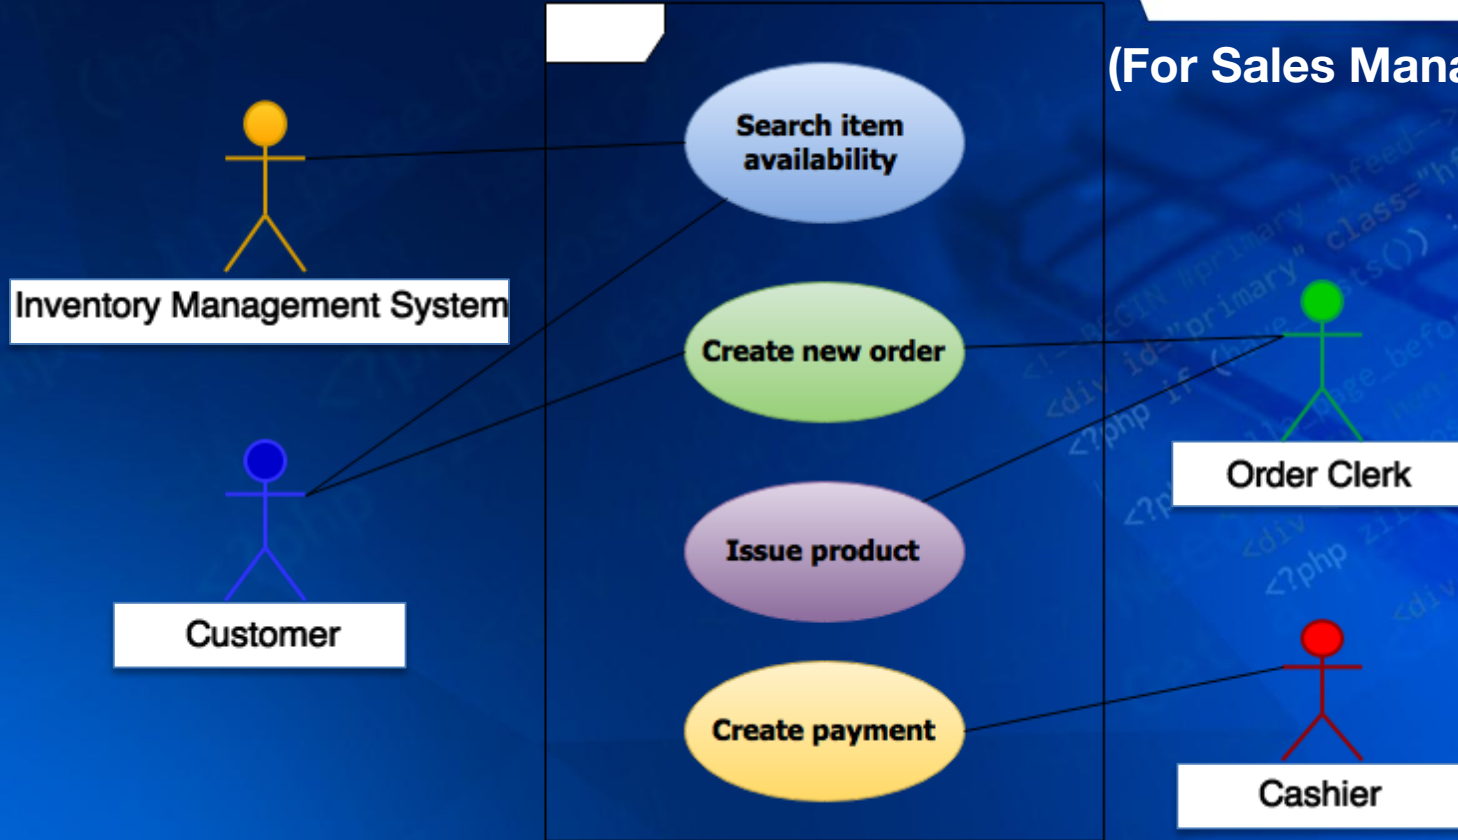 (For Sales Mana
Search item
availability
Inventory Management System
Create new order
Order Clerk
Issue product
Customer
Create payment
Cashier